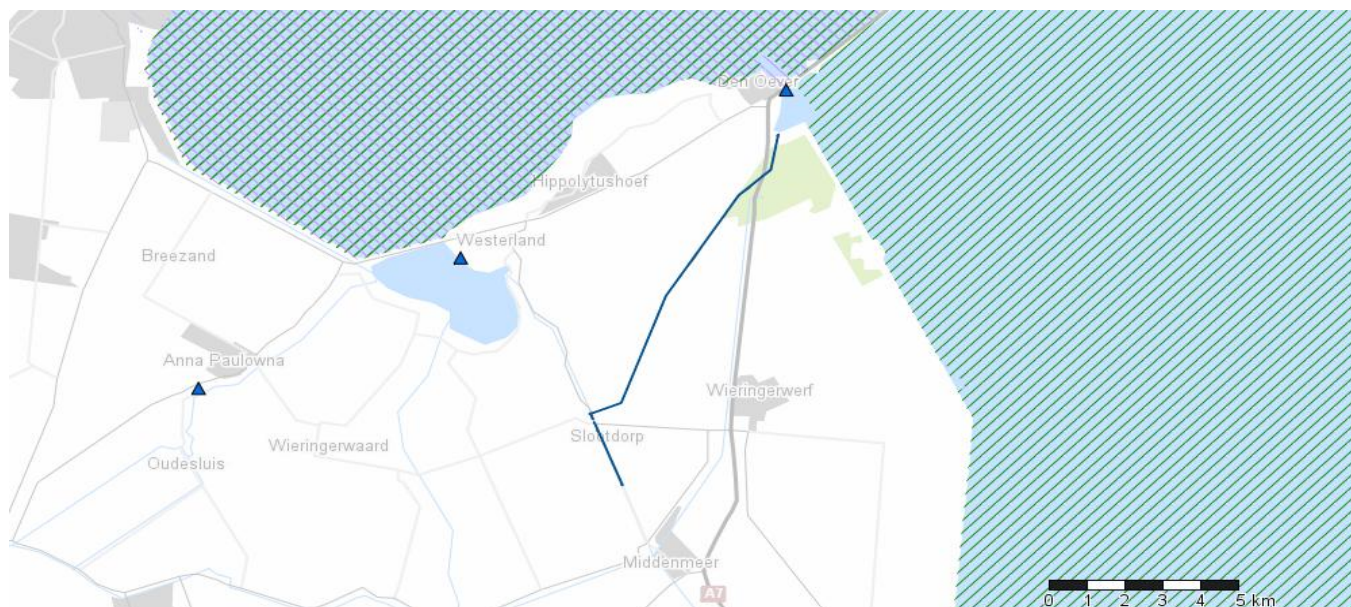 Den Oever
Hippolytushoef
Westerland
Breezand
Anna Paulowna
Wieringerwerf
Slootdorp
Wieringerwaard
Oudesluis
Middenmeer
A7
0 1 2 3 4 5 km